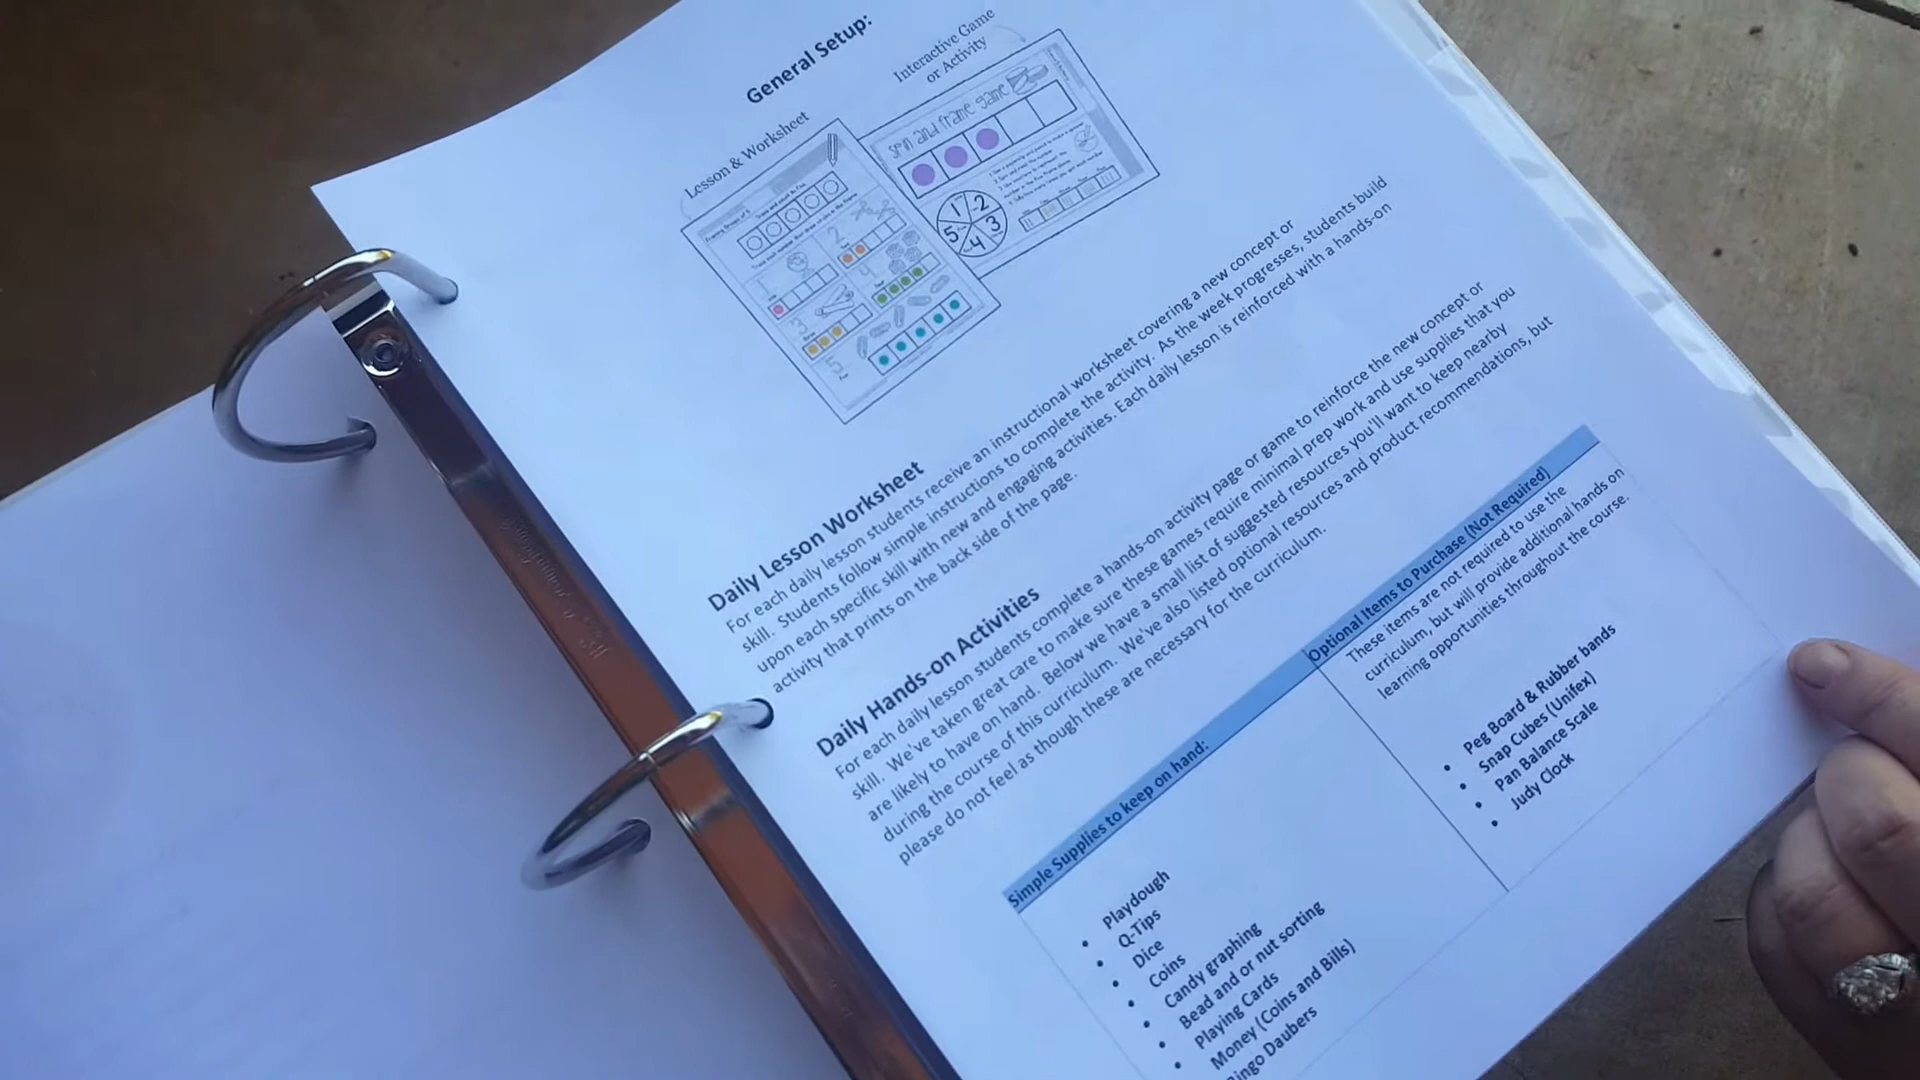 General Setup:
Lesson & Worksheet
Interactive Game
or Activity
spin and frame game
1
2
3
4
5
Daily Lesson Worksheet
For each daily lesson students receive an instructional worksheet covering a new concept or
skill. Students follow simple instructions to complete the activity. As the week progresses, students build
upon each specific skill with new and engaging activities. Each daily lesson is reinforced with a hands-on
activity that prints on the back side of the page.
Daily Hands-on Activities
For each daily lesson students complete a hands-on activity page or game to reinforce the new concept or
skill. We've taken great care to make sure these games require minimal prep work and use supplies that you
are likely to have on hand. Below we have a small list of suggested resources you'll want to keep nearby
during the course of this curriculum. We've also listed optional resources and product recommendations, but
please do not feel as though these are necessary for the curriculum.
Simple Supplies to keep on hand:
• Playdough
• Q-Tips
• Dice
• Coins
• Candy graphing
• Bead and or nut sorting
• Playing Cards
• Money (Coins and Bills)
Bingo Daubers
Optional Items to Purchase (Not Required)
These items are not required to use the
curriculum, but will provide additional hands on
learning opportunities throughout the course.
• Peg Board & Rubber bands
• Snap Cubes (Unifex)
• Pan Balance Scale
• Judy Clock